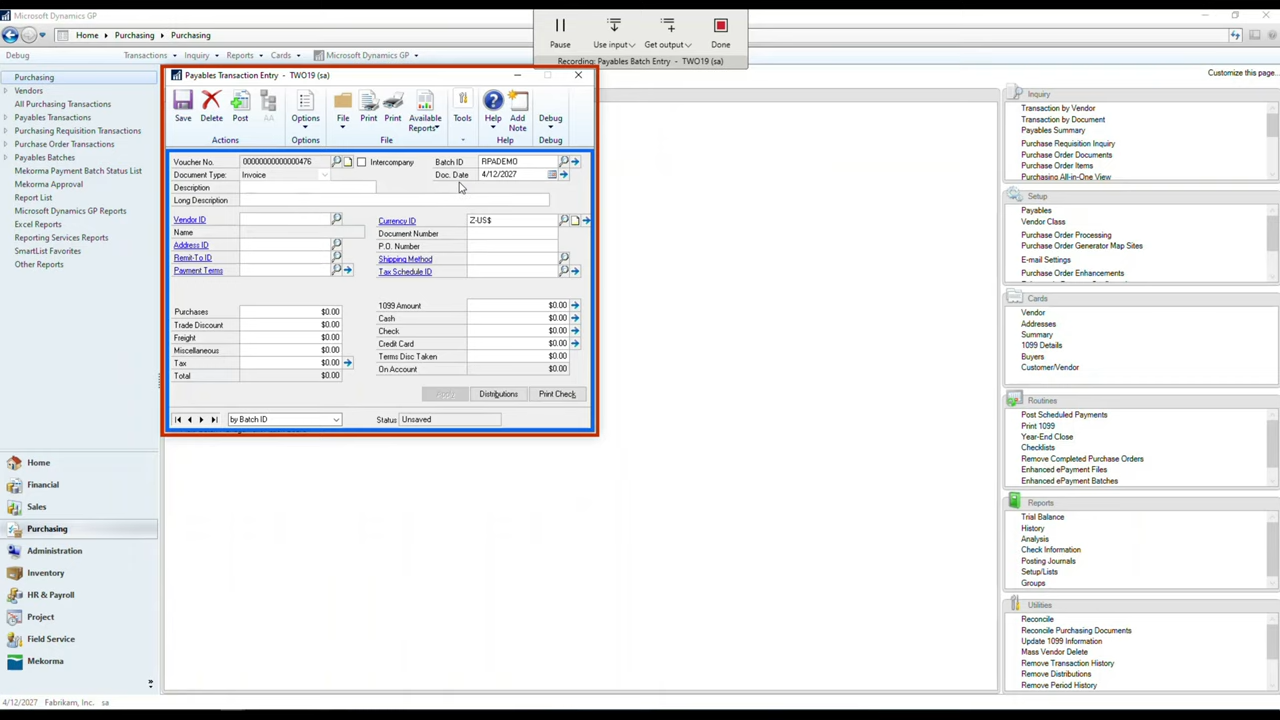 Mekorma Dynamics GP
Home
Purchasing
Purchasing
Debug
Transactions
Inquiry
Reports
Cards
Microsoft Dynamics GP
Pause
Use input
Get output
Done
Recording: Payables Batch Entry - TWO19 (sa)
Customize this page...
Purchasing
Vendors
All Purchasing Transactions
Payables Transactions
Purchasing Requisition Transactions
Purchase Order Transactions
Payables Batches
Mekorma Payables Batch Status List
Mekorma Approval
Report List
Microsoft Dynamics GP Reports
Excel Reports
Reporting Services Reports
SmartList Favorites
Other Reports
Home
Financial
Sales
Purchasing
Administration
Inventory
HR & Payroll
Project
Field Service
Mekorma
4/12/2027 Fabrikam, Inc. sa
Payables Transaction Entry - TWO19 (sa)
Save
Delete
Post
AA
Options
File
Print
Print
Available Reports
Tools
Help
Add Note
Debug
Actions
Options
File
Help
Debug
Voucher No. 00000000000000476
Intercompany
Batch ID RPADEMO
Document Type: Invoice
Doc. Date 4/12/2027
Description
Long Description
Vendor ID
Currency ID Z-US$
Name
Document Number
Address ID
P.O. Number
Remit-To ID
Shipping Method
Payment Terms
Tax Schedule ID
1099 Amount $0.00
Purchases $0.00
Cash $0.00
Trade Discount $0.00
Check $0.00
Freight $0.00
Credit Card $0.00
Miscellaneous $0.00
Terms Disc Taken $0.00
Tax $0.00
On Account $0.00
Total $0.00
Apply
Distributions
Print Check
by Batch ID
Status Unsaved
Inquiry
Transaction by Vendor
Transaction by Document
Payables Summary
Purchase Requisition Inquiry
Purchase Order Documents
Purchasing All-in-One View
Setup
Payables
Vendor Class
Purchase Order Processing
Purchase Order Generator Map Sites
E-mail Settings
Purchase Order Enhancements
Cards
Vendor
Addresses
Summary
1099 Details
Buyers
Customer/Vendor
Routines
Post Scheduled Payments
Print 1099
Year-End Close
Checklists
Remove Completed Purchase Orders
Enhanced ePayment Files
Enhanced ePayment Batches
Reports
Trial Balance
History
Analysis
Check Information
Posting Journals
Setup/Lists
Groups
Utilities
Reconcile
Reconcile Purchasing Documents
Update 1099 Information
Mass Vendor Delete
Remove Transaction History
Remove Distributions
Remove Period History